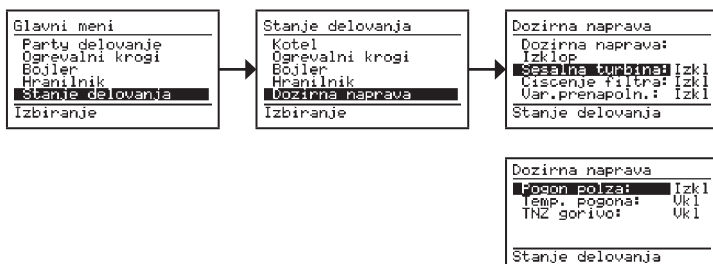 Glavni meni
Party delovanje
Ogrevalni krogi
Bojler
Hranilnik
Stanje delovanja
Izbiranje
Stanje delovanja
Kotel
Ogrevalni krogi
Bojler
Hranilnik
Dozirna naprava
Izbiranje
Dozirna naprava
Dozirna naprava:
Izklop
Sesalna turbina: Izkl
Ciscenje filtra: Izkl
Var.prenapoln.: Izkl
Stanje delovanja
Dozirna naprava
Pogon polza: Izkl
Temp. pogona: Vkl
TNZ gorivo: Vkl
Stanje delovanja